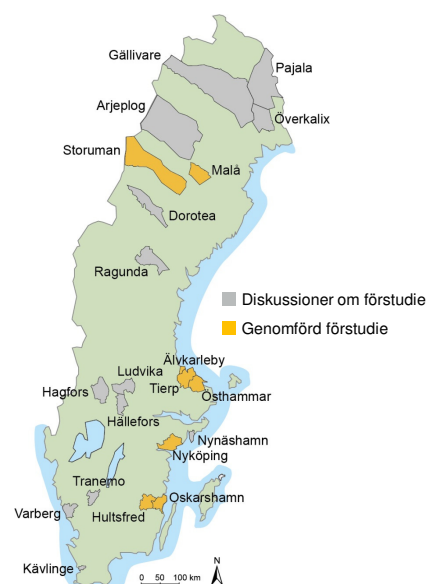 Gällivare
Pajala
Arjeplog
Överkalix
Storuman
Malå
Dorotea
Ragunda
Diskussioner om förstudie
Genomförd förstudie
Älvkarleby
Ludvika
Hagfors
Tierp
Östhammar
Hällefors
Nynäshamn
Nyköping
Tranemo
Oskarshamn
Varberg
Hultsfred
Kävlinge
N
0 50 100 km